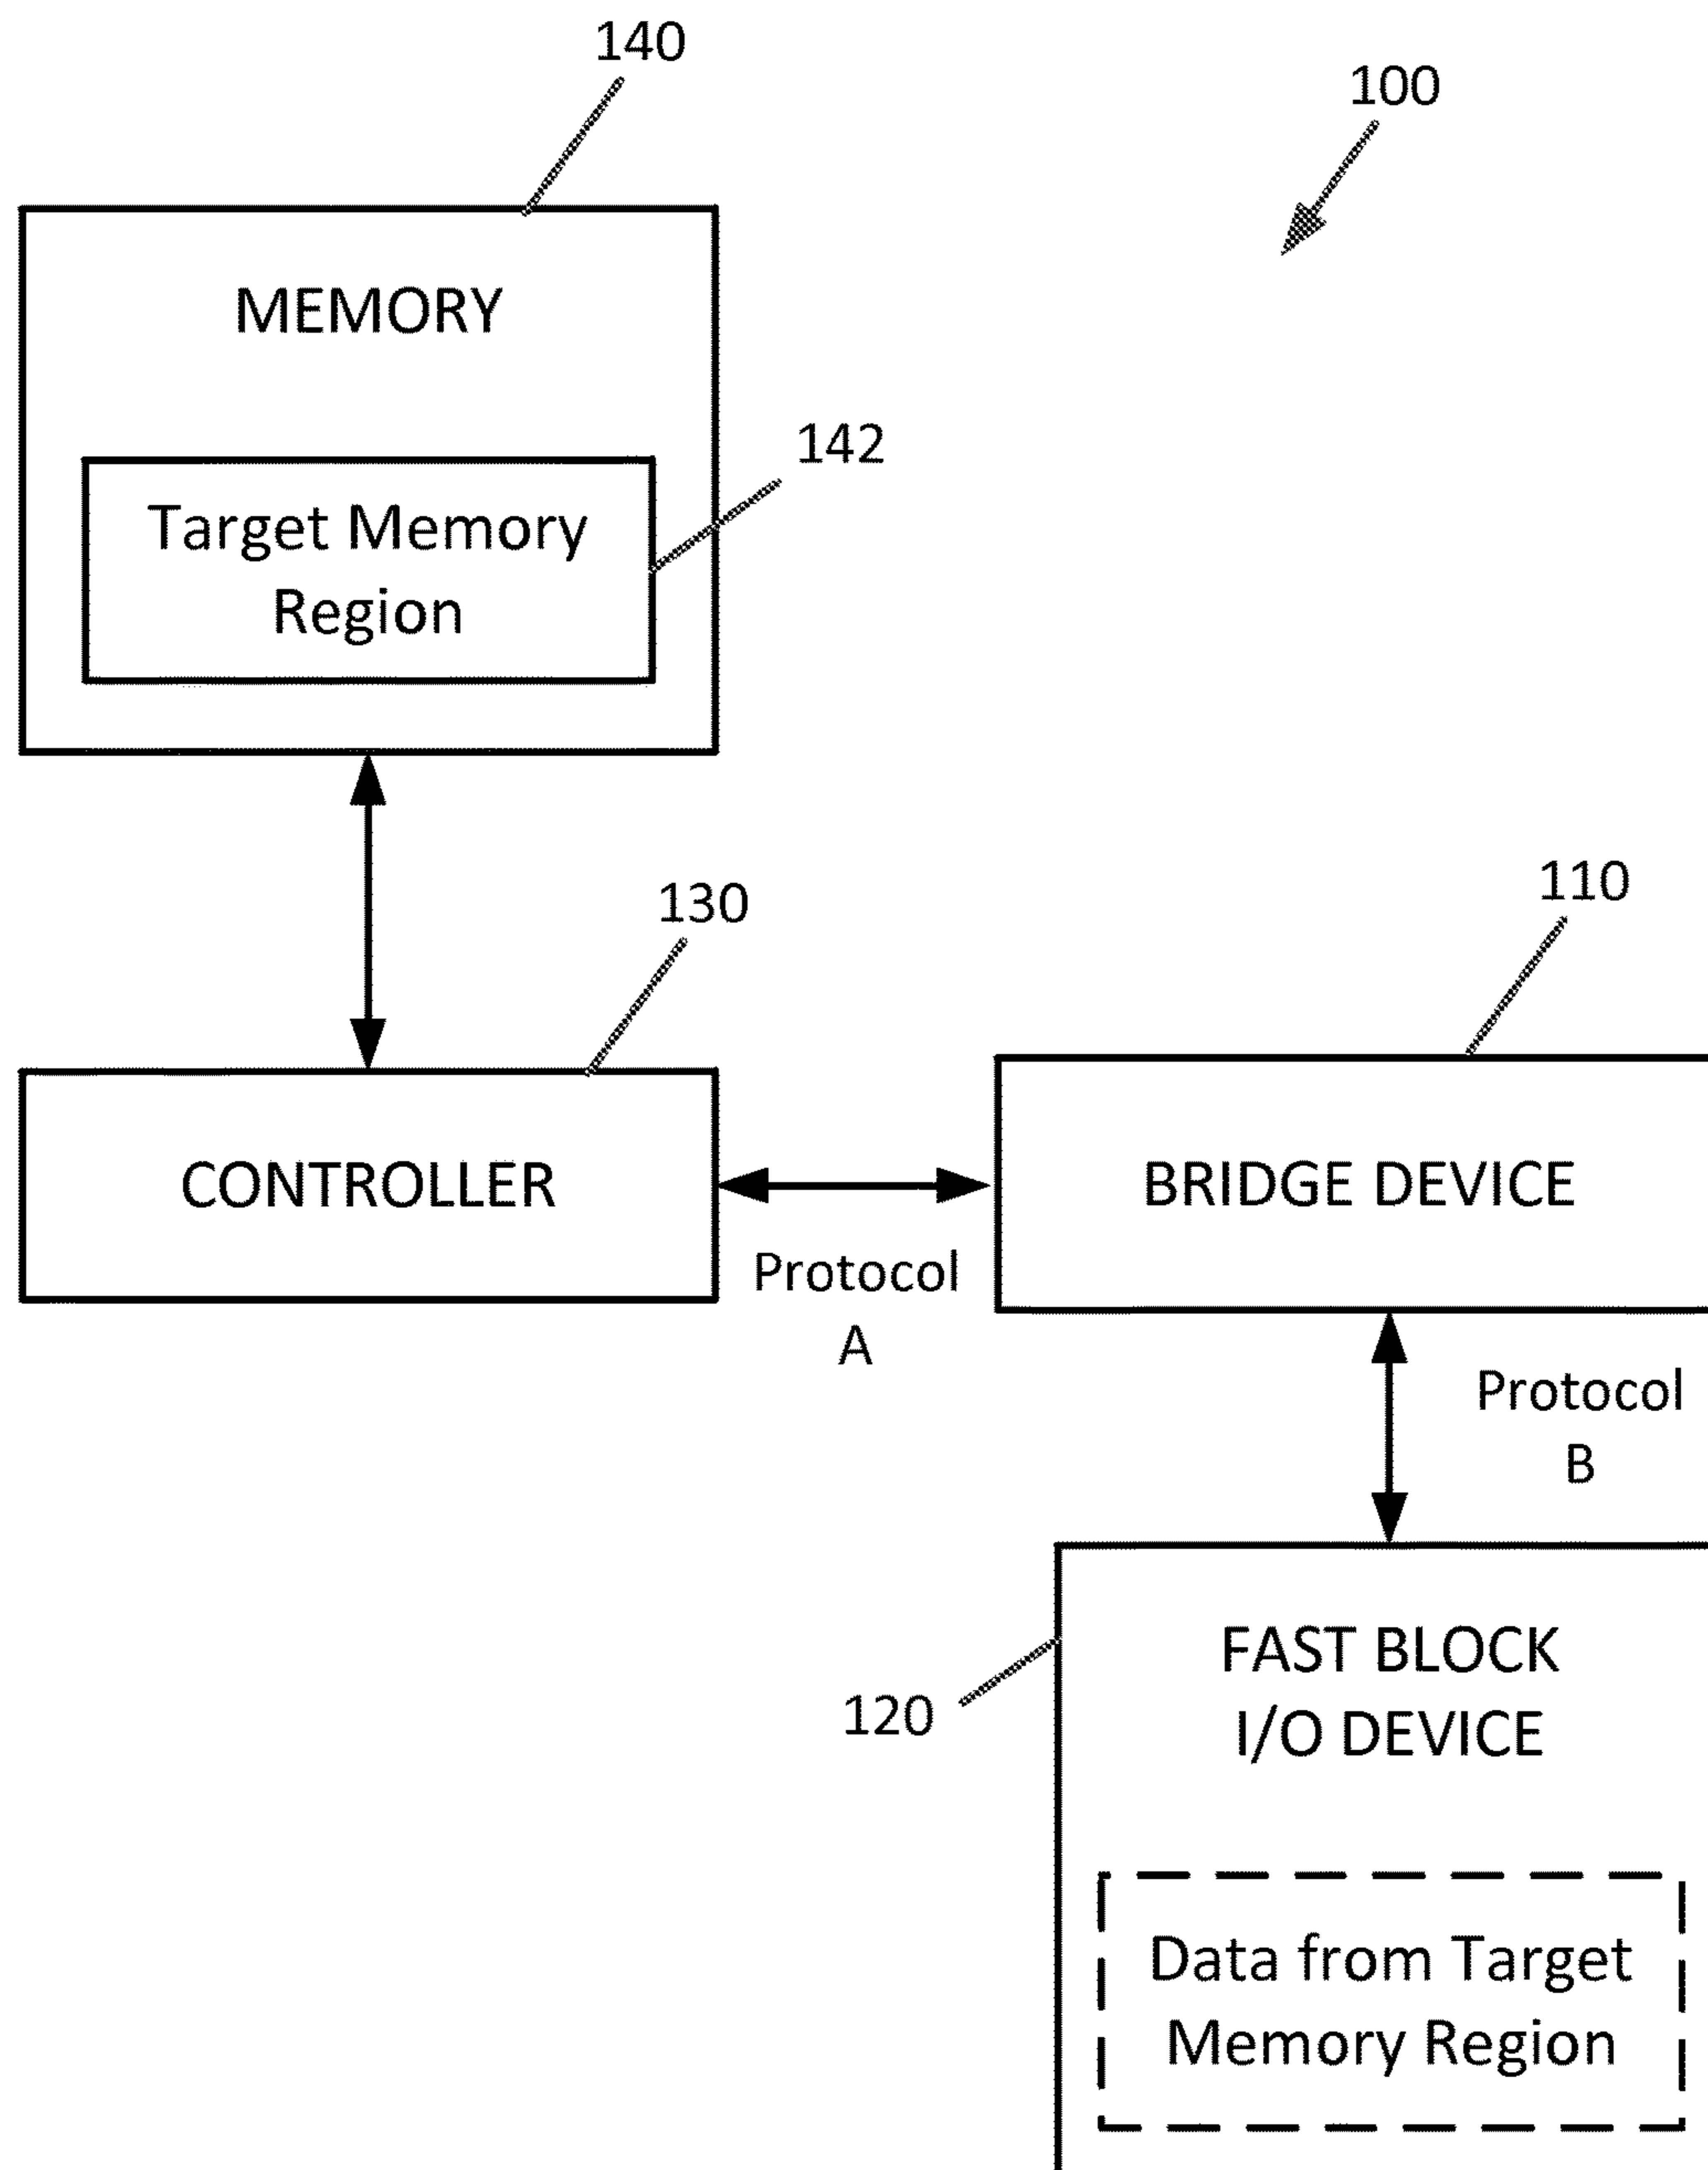 140
100
MEMORY
142
Target Memory
Region
130
110
CONTROLLER
BRIDGE DEVICE
Protocol
A
Protocol
B
FAST BLOCK
I/O DEVICE
120
Data from Target
Memory Region